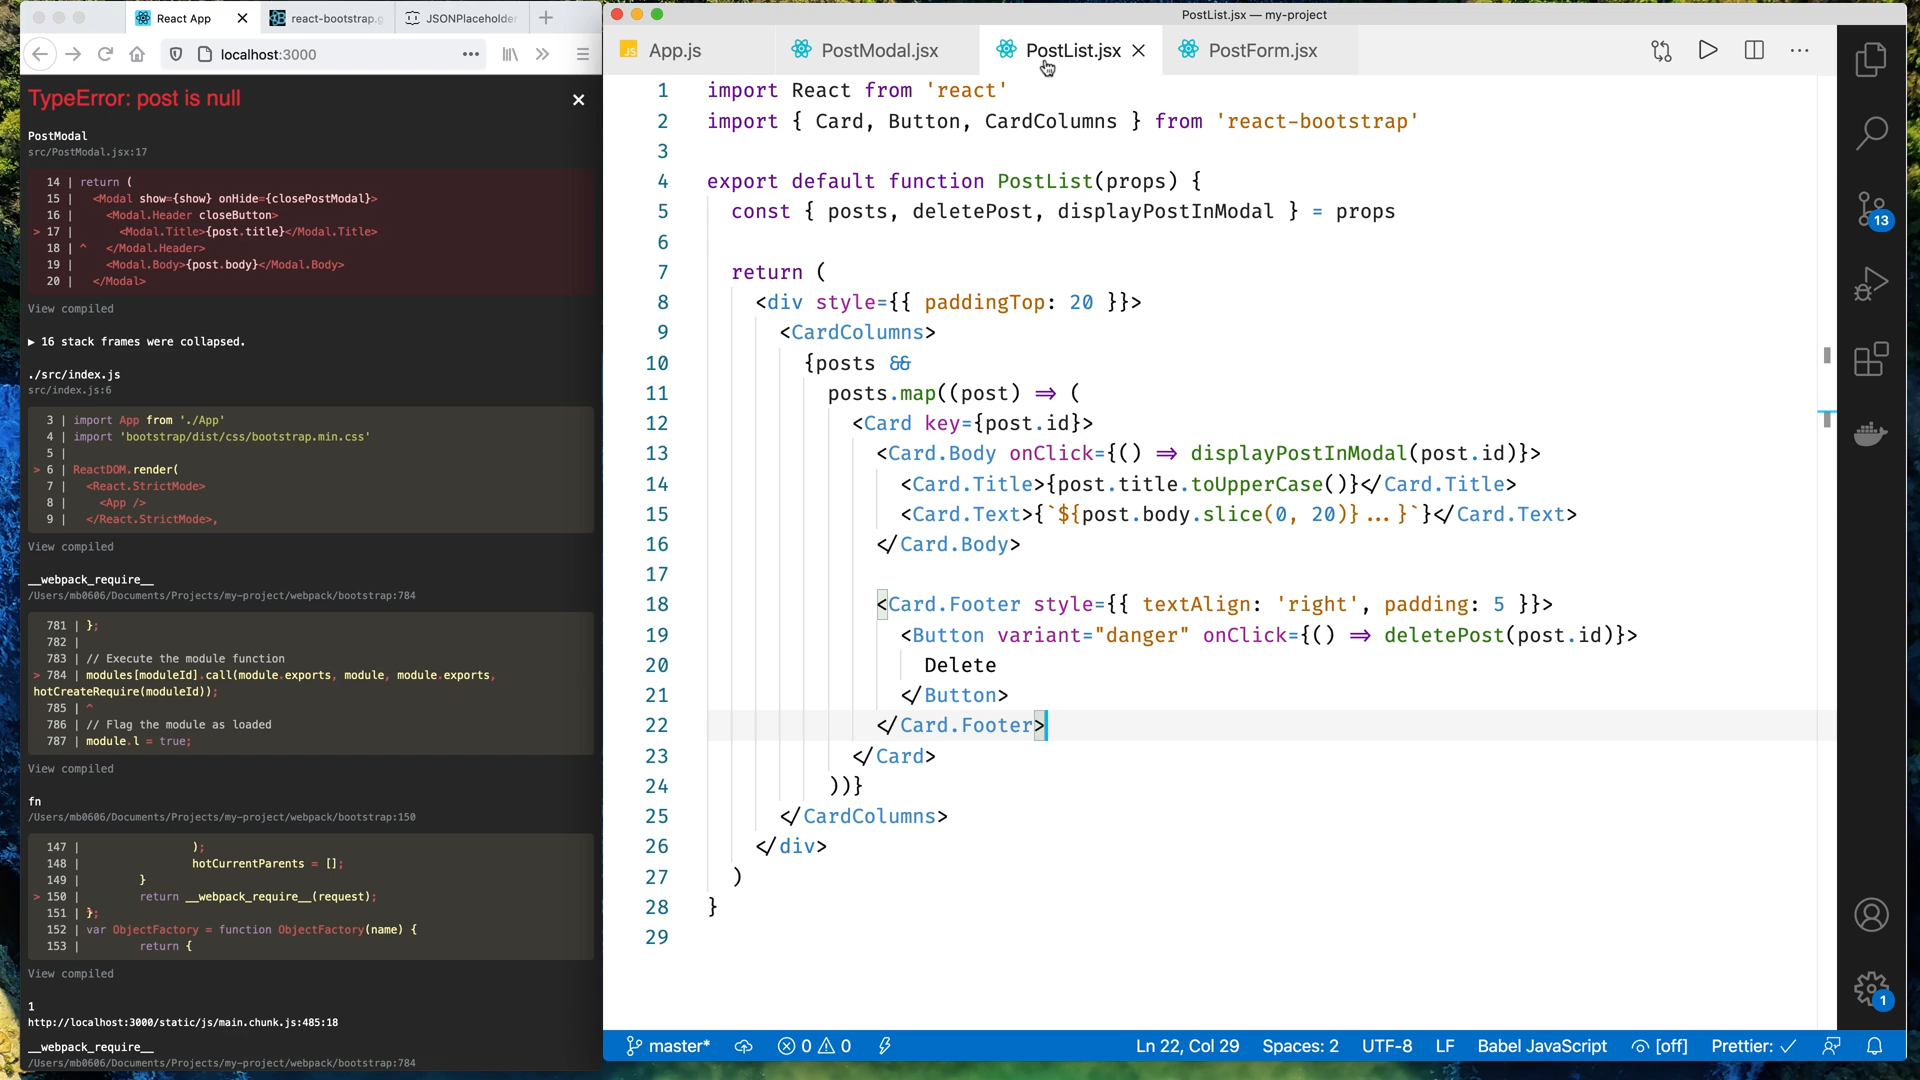 React App
react-bootstrap.g
JSONPlaceholder
localhost:3000
TypeError: post is null
PostModal
src/PostModal.jsx:17
14 | return (
15 | <Modal show={show} onHide={closePostModal}>
16 | <Modal.Header closeButton>
> 17 | <Modal.Title>{post.title}</Modal.Title>
18 | ^ </Modal.Header>
19 | <Modal.Body>{post.body}</Modal.Body>
20 | </Modal>
View compiled
▶ 16 stack frames were collapsed.
./src/index.js
src/index.js:6
3 | import App from './App'
4 | import 'bootstrap/dist/css/bootstrap.min.css'
5 |
> 6 | ReactDOM.render(
7 | <React.StrictMode>
8 | <App />
9 | </React.StrictMode>,
View compiled
__webpack_require__
/Users/mb0606/Documents/Projects/my-project/webpack/bootstrap:784
781 | };
782 |
783 | // Execute the module function
> 784 | modules[moduleId].call(module.exports, module, module.exports,
hotCreateRequire(moduleId));
785 | ^
786 | // Flag the module as loaded
787 | module.l = true;
View compiled
fn
/Users/mb0606/Documents/Projects/my-project/webpack/bootstrap:150
147 | );
148 | hotCurrentParents = [];
149 | }
> 150 | return __webpack_require__(request);
151 | };
152 | var ObjectFactory = function ObjectFactory(name) {
153 | return {
View compiled
1
http://localhost:3000/static/js/main.chunk.js:485:18
__webpack_require__
/Users/mb0606/Documents/Projects/my-project/webpack/bootstrap:784
PostList.jsx — my-project
JS App.js
PostModal.jsx
PostList.jsx
PostForm.jsx
1 import React from 'react'
2 import { Card, Button, CardColumns } from 'react-bootstrap'
3
4 export default function PostList(props) {
5 const { posts, deletePost, displayPostInModal } = props
6
7 return (
8 <div style={{ paddingTop: 20 }}>
9 <CardColumns>
10 {posts &&
11 posts.map((post) => (
12 <Card key={post.id}>
13 <Card.Body onClick={() => displayPostInModal(post.id)}>
14 <Card.Title>{post.title.toUpperCase()}</Card.Title>
15 <Card.Text>{`${post.body.slice(0, 20)}...}`}</Card.Text>
16 </Card.Body>
17
18 <Card.Footer style={{ textAlign: 'right', padding: 5 }}>
19 <Button variant="danger" onClick={() => deletePost(post.id)}>
20 Delete
21 </Button>
22 </Card.Footer>
23 </Card>
24 ))}
25 </CardColumns>
26 </div>
27 )
28 }
29
13
1
master*
0
0
Ln 22, Col 29
Spaces: 2
UTF-8
LF
Babel JavaScript
[off]
Prettier: ✓